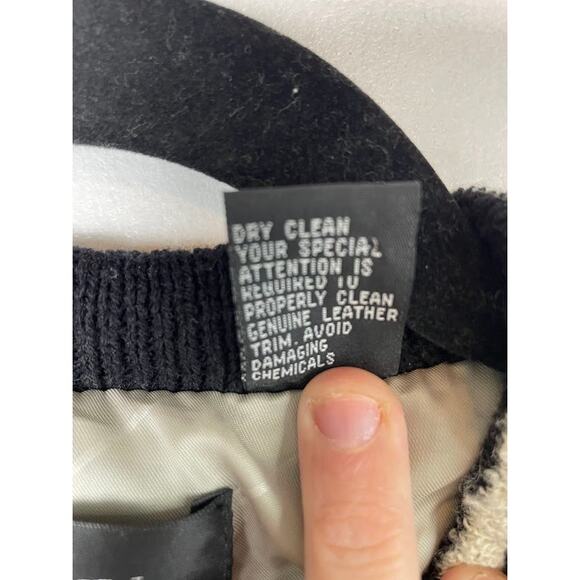 DRY CLEAN
YOUR SPECIAL
ATTENTION IS
REQUIRED TO
PROPERLY CLEAN
GENUINE LEATHER
TRIM. AVOID
DAMAGING
CHEMICALS